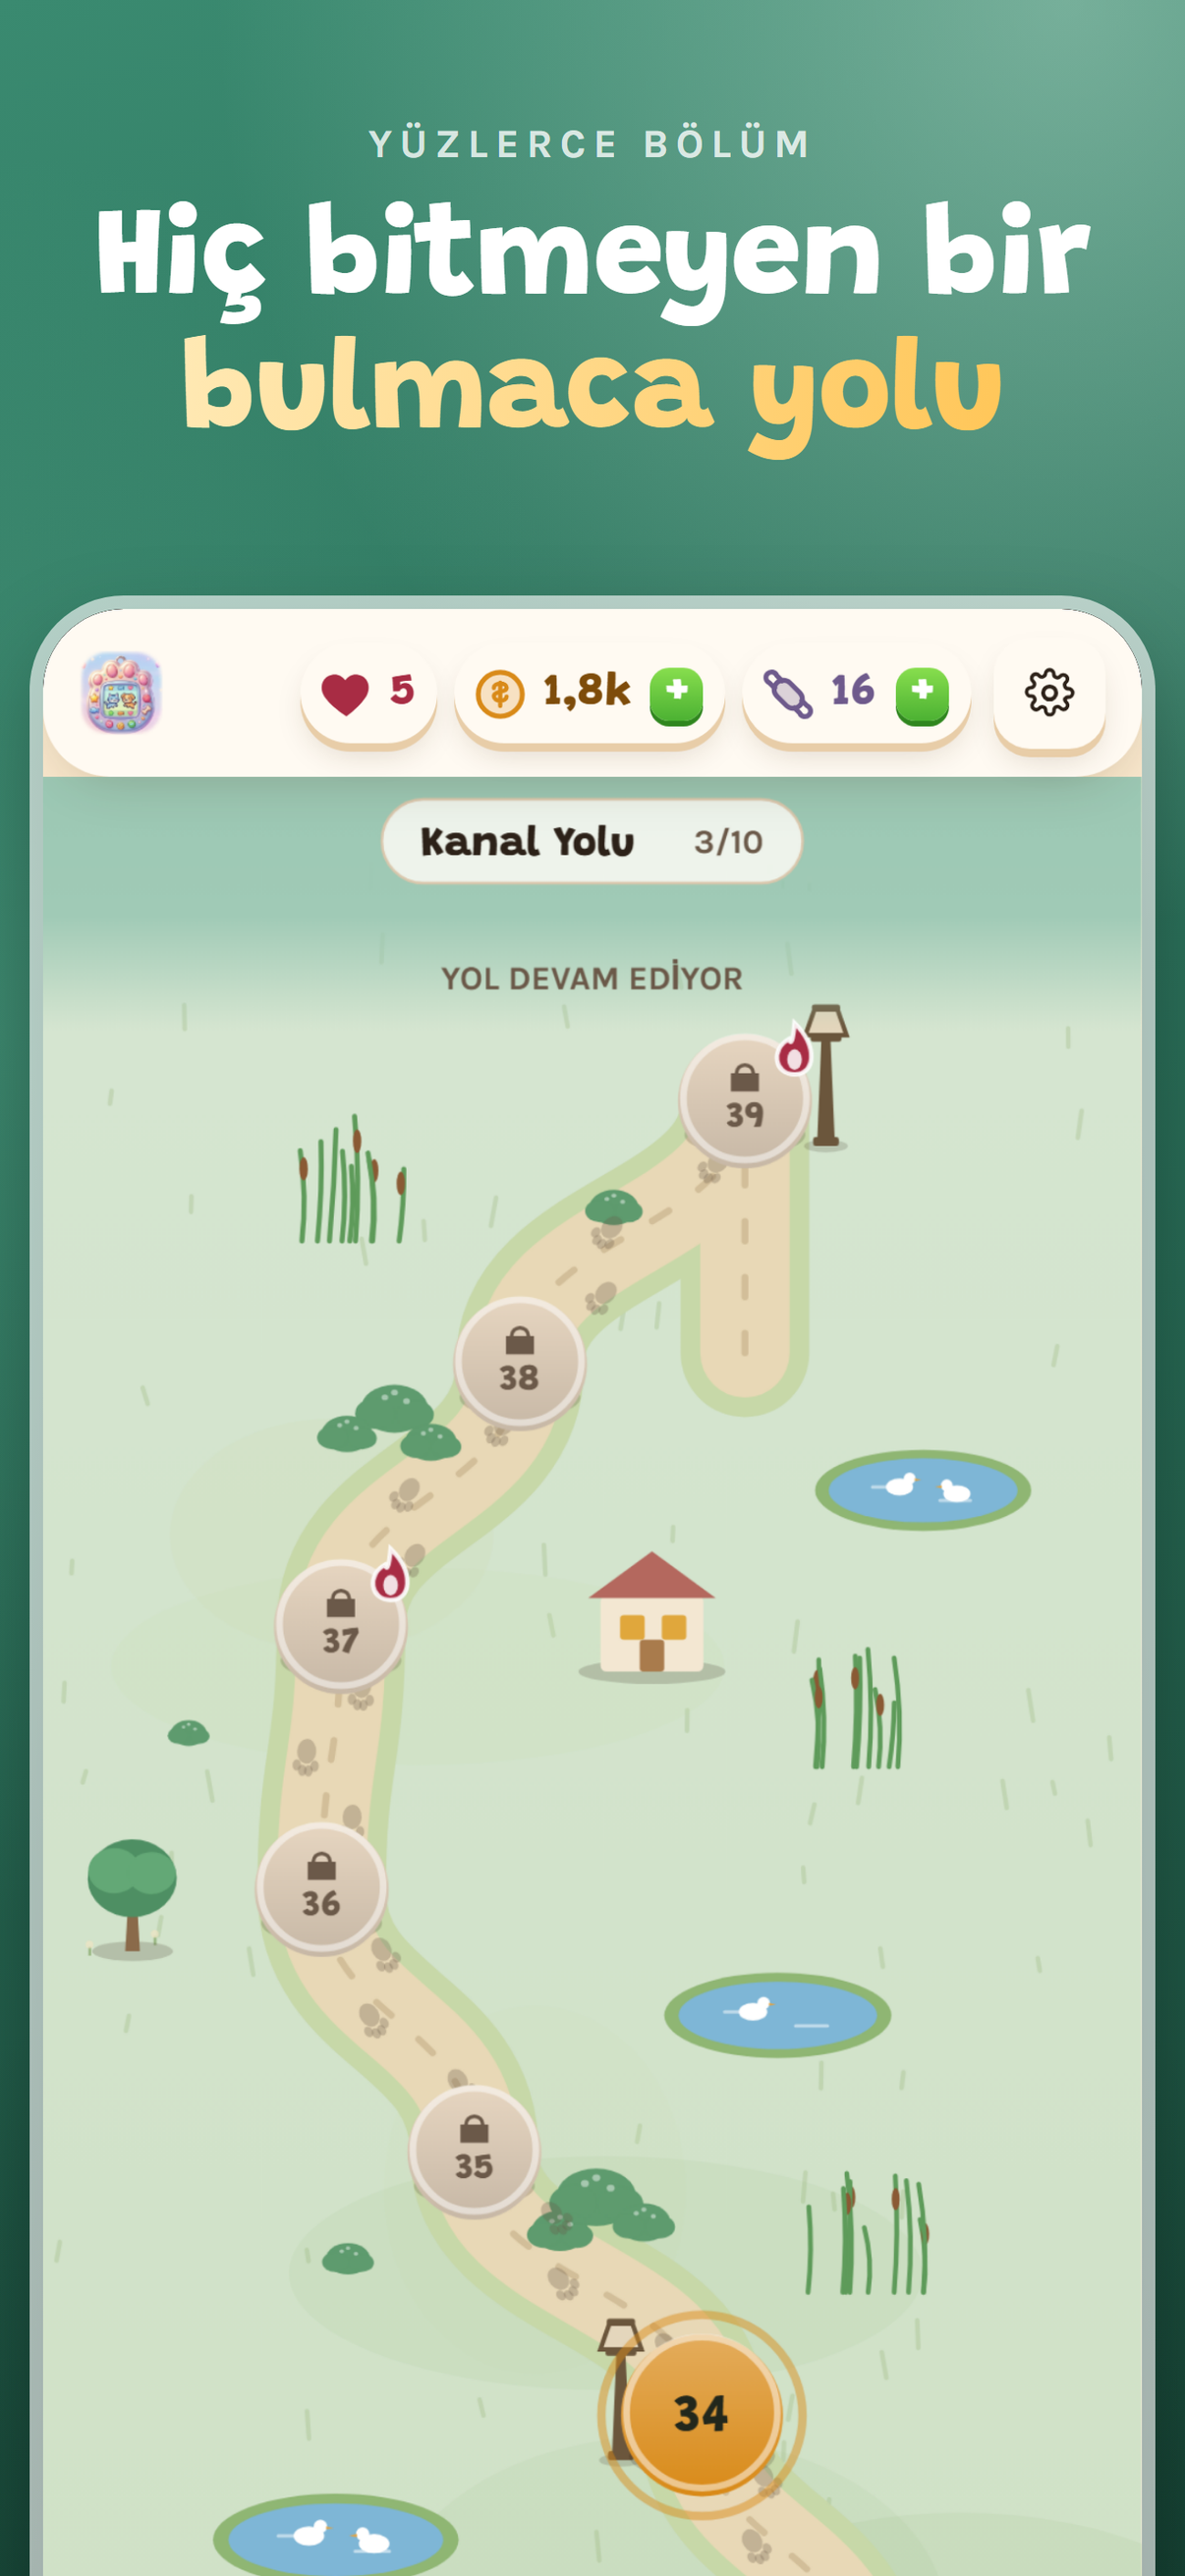 YÜZLERCE BÖLÜM
Hiç bitmeyen bir
bulmaca yolu
5 1,8k + 16 +
Kanal Yolu 3/10
YOL DEVAM EDİYOR
39
38
37
36
35
34